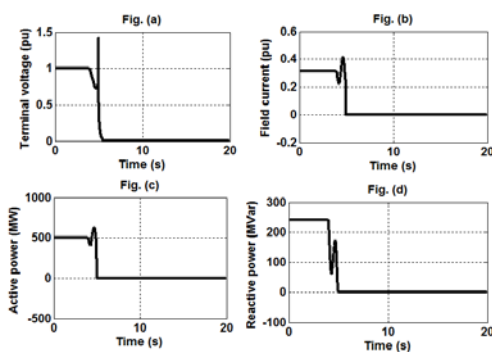 Fig. (a)
Terminal voltage (pu)
1.5
1
0.5
0
0
10
20
Time (s)
Fig. (b)
Field current (pu)
0.6
0.4
0.2
0
-0.2
0
10
20
Time (s)
Fig. (c)
Active power (MW)
1000
500
0
-500
0
10
20
Time (s)
Fig. (d)
Reactive power (MVar)
300
200
100
0
-100
0
10
20
Time (s)